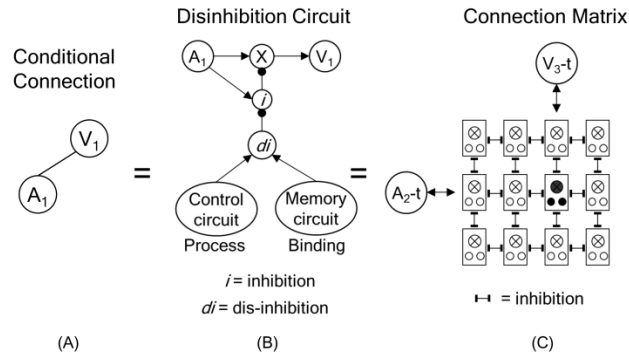 Disinhibition Circuit
Connection Matrix
Conditional
Connection
A1
X
V1
V3-t
i
V1
di
A1
=
=
A2-t
Control
circuit
Memory
circuit
Process
Binding
i = inhibition
di = dis-inhibition
= inhibition
(A)
(B)
(C)